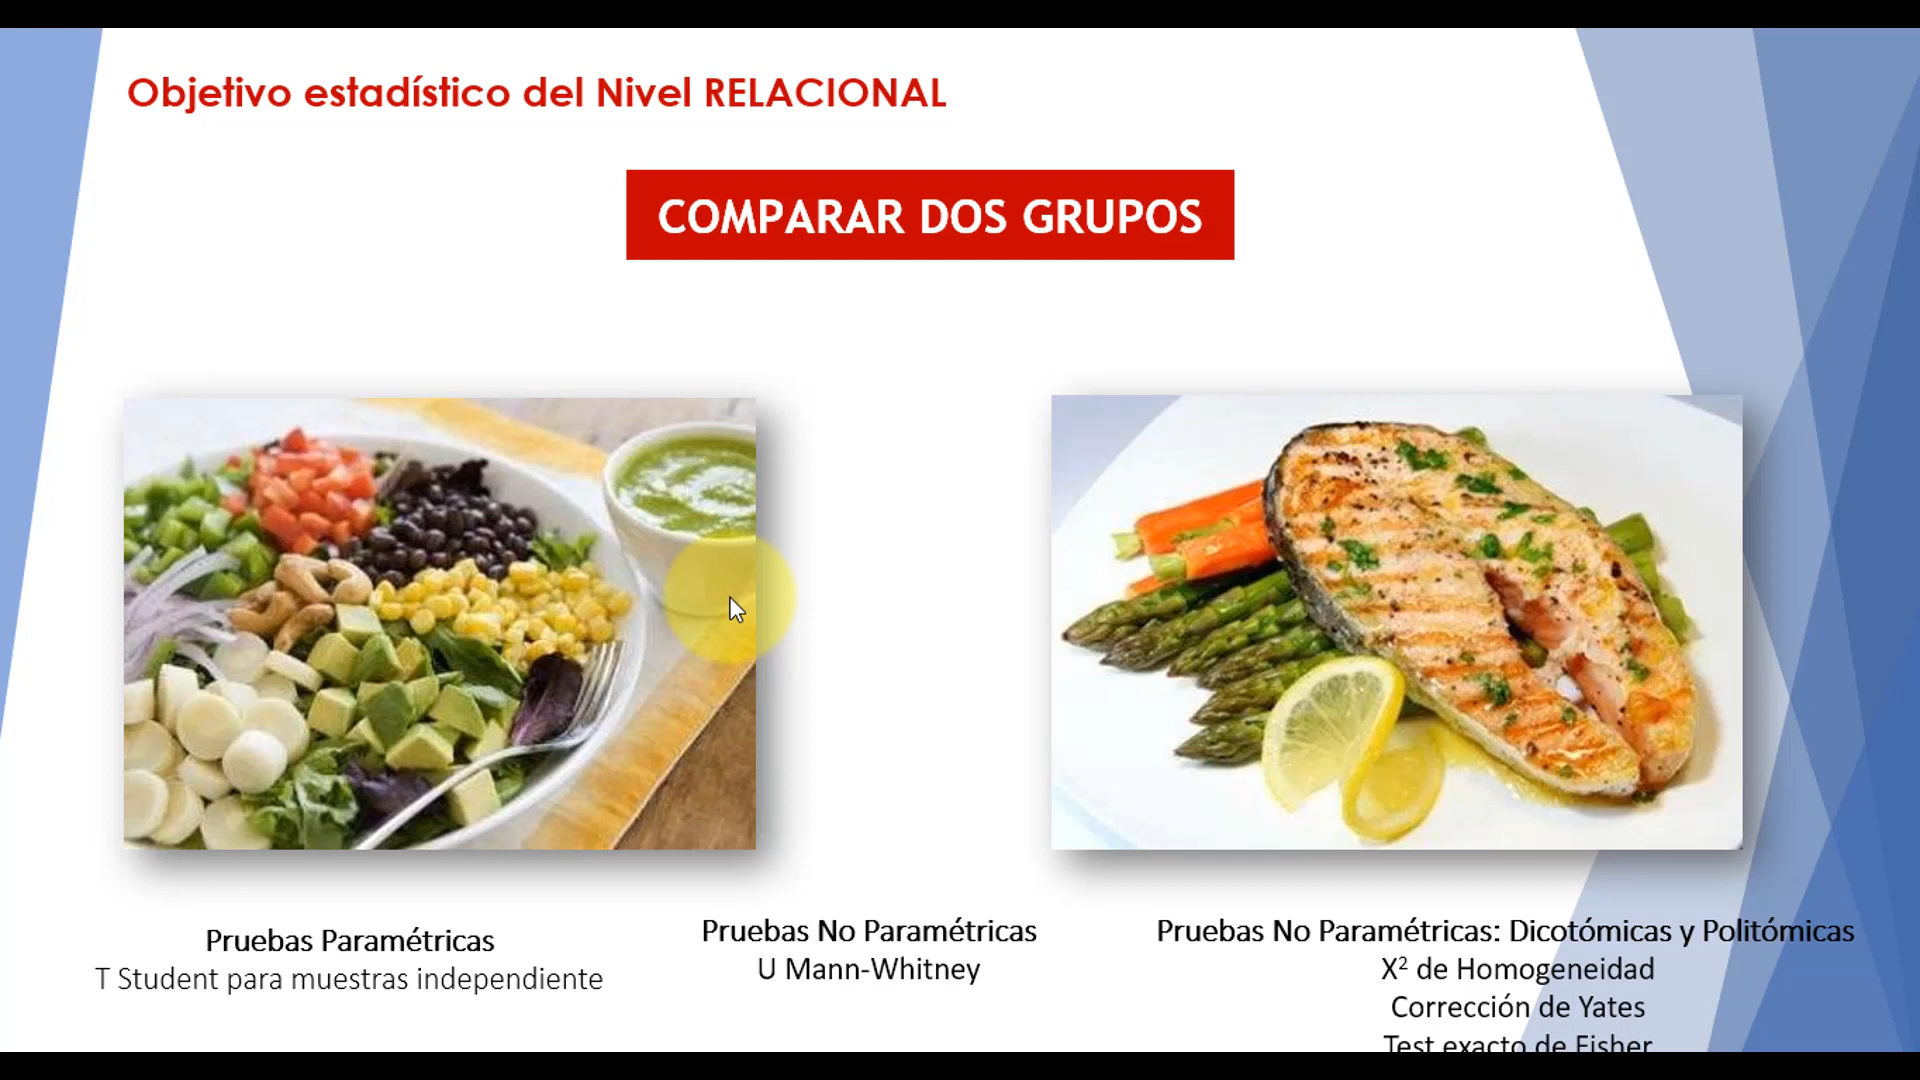 Objetivo estadístico del Nivel RELACIONAL
COMPARAR DOS GRUPOS
Pruebas Paramétricas
T Student para muestras independiente
Pruebas No Paramétricas
U Mann-Whitney
Pruebas No Paramétricas: Dicotómicas y Politómicas
X² de Homogeneidad
Corrección de Yates
Test exacto de Fisher